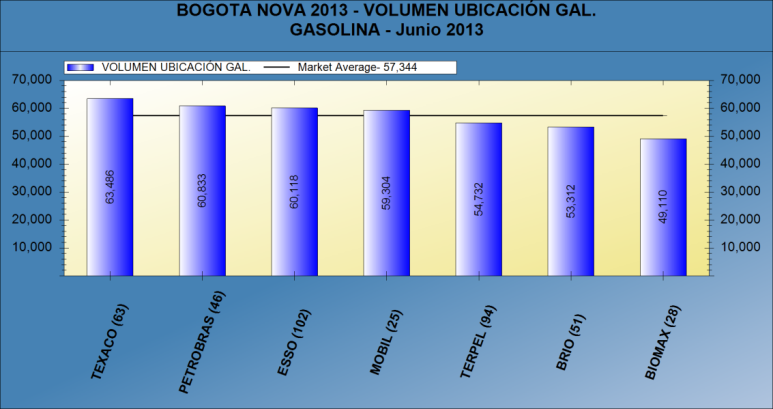 BOGOTA NOVA 2013 - VOLUMEN UBICACIÓN GAL.
GASOLINA - Junio 2013
VOLUMEN UBICACIÓN GAL.
Market Average- 57,344
70,000
60,000
50,000
40,000
30,000
20,000
10,000
70,000
60,000
50,000
40,000
30,000
20,000
10,000
63,486
60,833
60,118
59,304
54,732
53,312
49,110
TEXACO (63)
PETROBRAS (46)
ESSO (102)
MOBIL (25)
TERPEL (94)
BRIO (51)
BIOMAX (28)